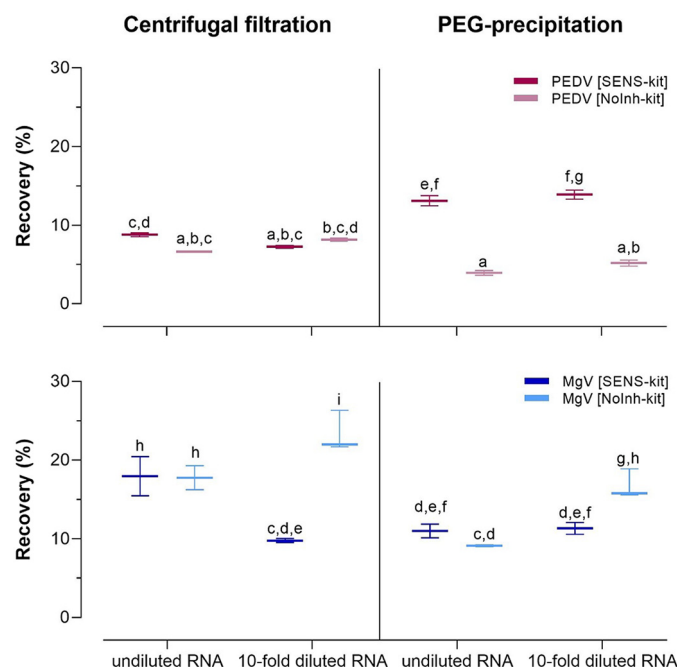 Centrifugal filtration PEG-precipitation
30
PEDV [SENS-kit]
PEDV [NoInh-kit]
Recovery (%)
20
e,f f,g
c,d a,b,c a,b,c b,c,d a a,b
10
0
30
MgV [SENS-kit]
MgV [NoInh-kit]
Recovery (%)
h h i g,h
20
c,d,e d,e,f c,d d,e,f
10
0
undiluted RNA 10-fold diluted RNA undiluted RNA 10-fold diluted RNA